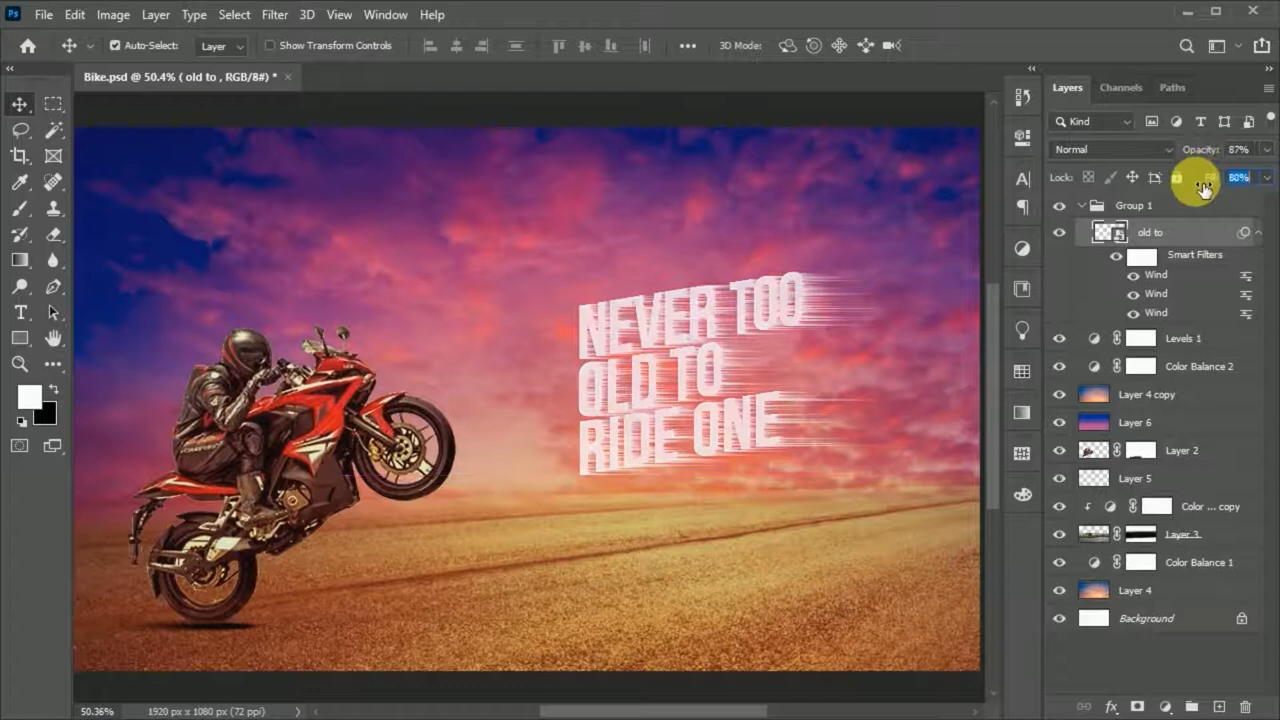 Ps File Edit Image Layer Type Select Filter 3D View Window Help
Auto-Select: Layer Show Transform Controls 3D Mode:
Bike.psd @ 50.4% ( old to , RGB/8#) * ×
Layers Channels Paths
Kind
Normal Opacity: 87%
Lock: 80%
Group 1
old to
Smart Filters
Wind
Wind
Wind
Levels 1
Color Balance 2
Layer 4 copy
Layer 6
Layer 2
Layer 5
Color ... copy
Layer 3
Color Balance 1
Layer 4
Background
NEVER TOO
OLD TO
RIDE ONE
50.36% 1920 px x 1080 px (72 ppi)